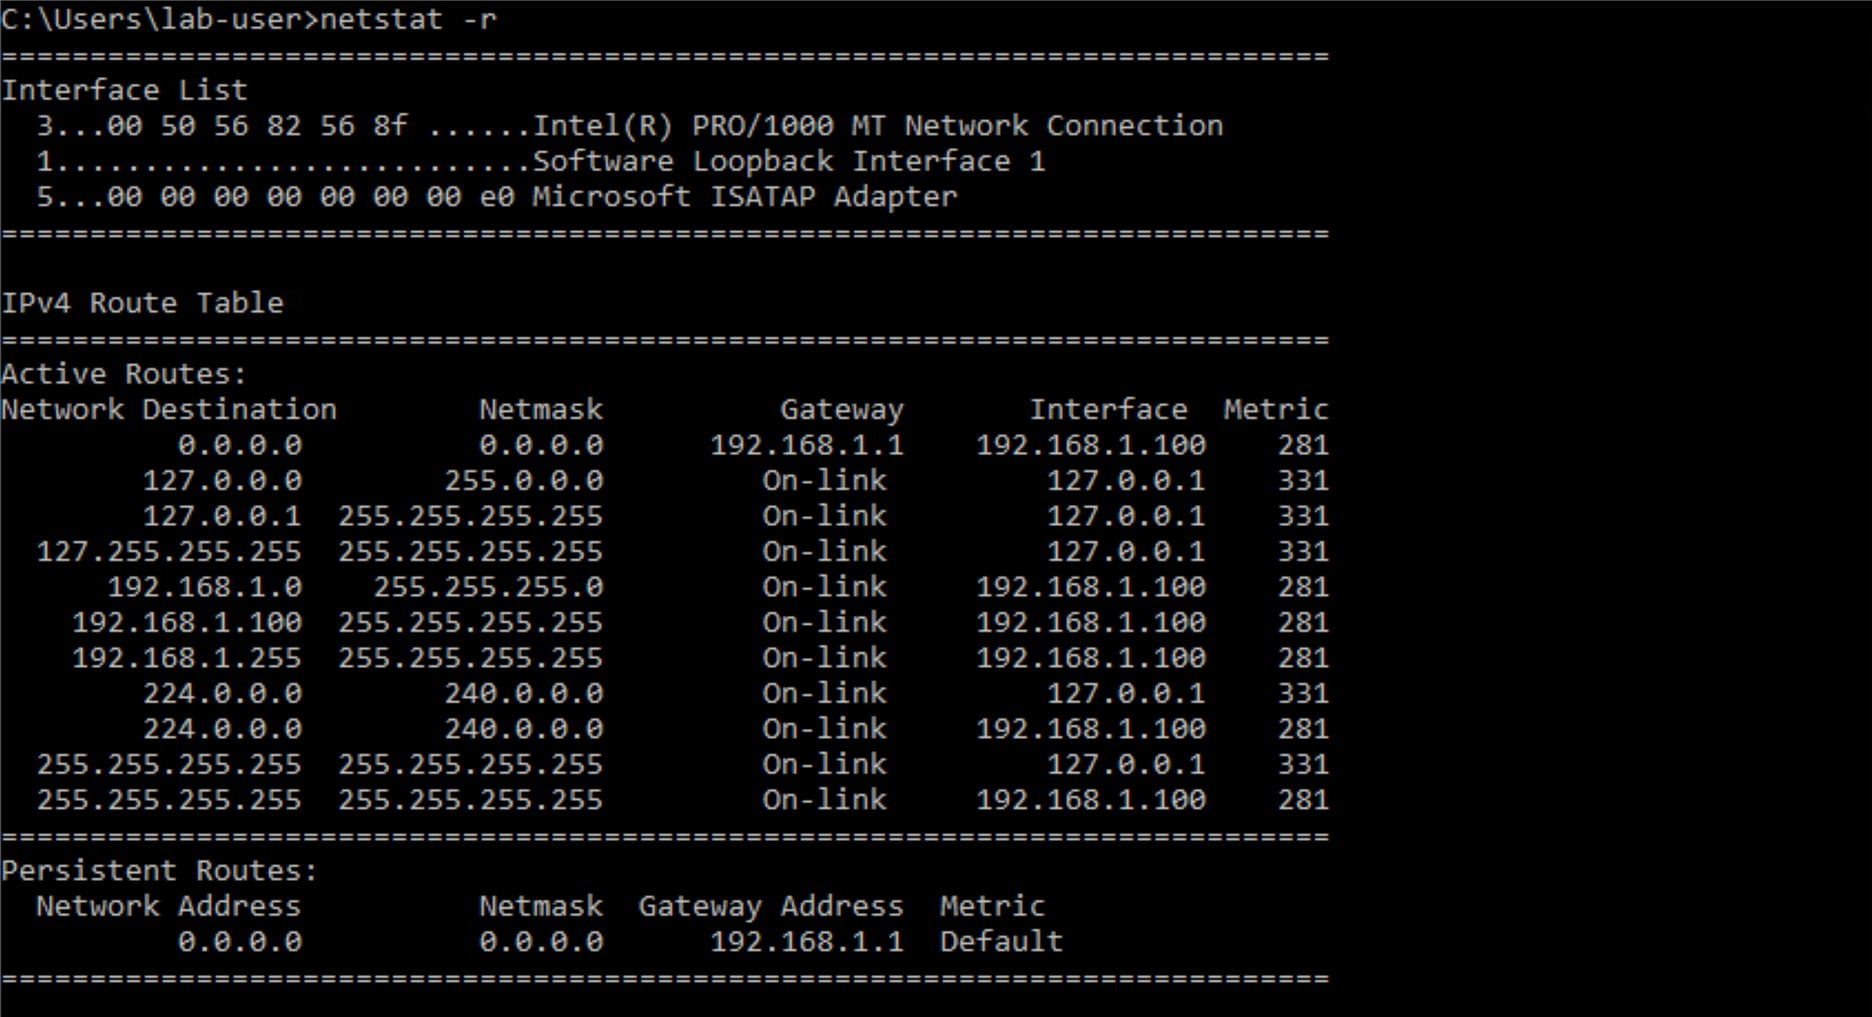 C:\Users\lab-user>netstat -r
===========================================================================
Interface List
  3...00 50 56 82 56 8f ......Intel(R) PRO/1000 MT Network Connection
  1...........................Software Loopback Interface 1
  5...00 00 00 00 00 00 00 e0 Microsoft ISATAP Adapter
===========================================================================
IPv4 Route Table
===========================================================================
Active Routes:
Network Destination        Netmask          Gateway       Interface  Metric
          0.0.0.0          0.0.0.0      192.168.1.1    192.168.1.100    281
        127.0.0.0        255.0.0.0         On-link         127.0.0.1    331
        127.0.0.1  255.255.255.255         On-link         127.0.0.1    331
  127.255.255.255  255.255.255.255         On-link         127.0.0.1    331
      192.168.1.0    255.255.255.0         On-link     192.168.1.100    281
    192.168.1.100  255.255.255.255         On-link     192.168.1.100    281
    192.168.1.255  255.255.255.255         On-link     192.168.1.100    281
        224.0.0.0        240.0.0.0         On-link         127.0.0.1    331
        224.0.0.0        240.0.0.0         On-link     192.168.1.100    281
  255.255.255.255  255.255.255.255         On-link         127.0.0.1    331
  255.255.255.255  255.255.255.255         On-link     192.168.1.100    281
===========================================================================
Persistent Routes:
  Network Address          Netmask  Gateway Address  Metric
          0.0.0.0          0.0.0.0      192.168.1.1  Default
===========================================================================